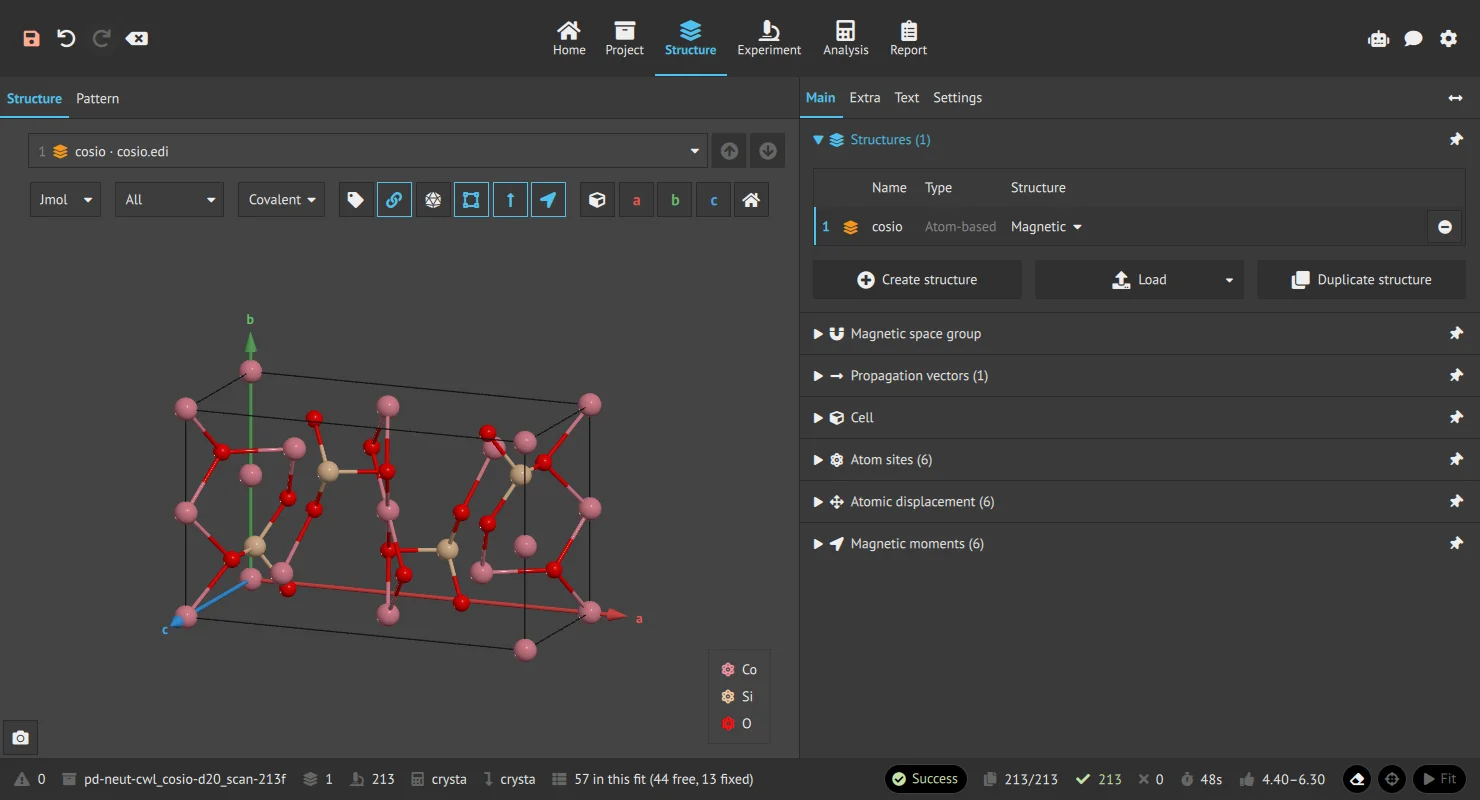 Home Project Structure Experiment Analysis Report
Structure Pattern
Main Extra Text Settings
1 cosio · cosio.edi
Jmol All Covalent a b c
b
a
c
Co
Si
O
Structures (1)
Name Type Structure
1 cosio Atom-based Magnetic
Create structure Load Duplicate structure
Magnetic space group
Propagation vectors (1)
Cell
Atom sites (6)
Atomic displacement (6)
Magnetic moments (6)
0 pd-neut-cwl_cosio-d20_scan-213f 1 213 crysta crysta 57 in this fit (44 free, 13 fixed) Success 213/213 213 0 48s 4.40–6.30 Fit